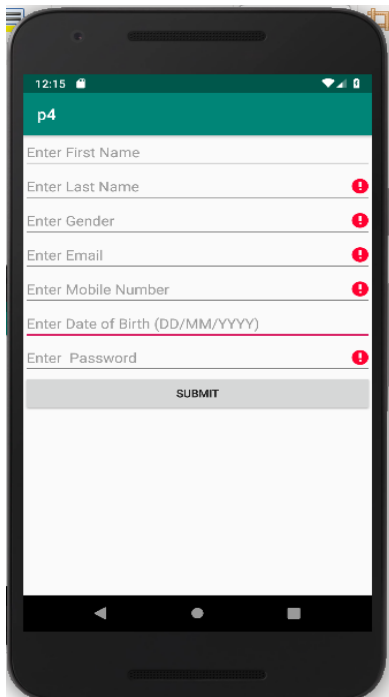 12:15
p4
Enter First Name
Enter Last Name
Enter Gender
Enter Email
Enter Mobile Number
Enter Date of Birth (DD/MM/YYYY)
Enter  Password
SUBMIT